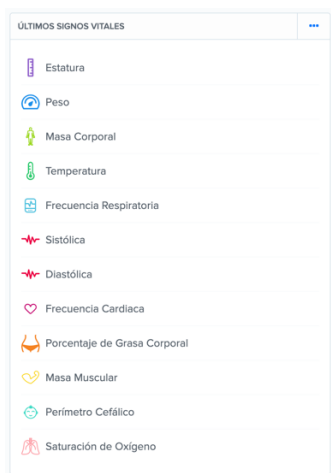 ÚLTIMOS SIGNOS VITALES
Estatura
Peso
Masa Corporal
Temperatura
Frecuencia Respiratoria
Sistólica
Diastólica
Frecuencia Cardiaca
Porcentaje de Grasa Corporal
Masa Muscular
Perímetro Cefálico
Saturación de Oxígeno